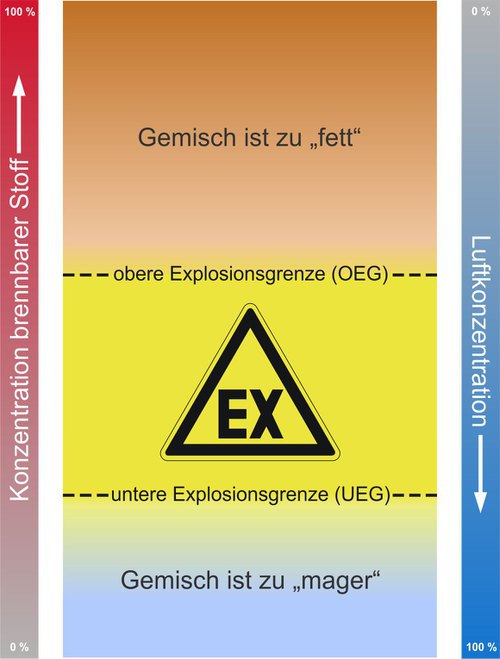 100 %
0 %
Gemisch ist zu „fett“
Konzentration brennbarer Stoff
Luftkonzentration
obere Explosionsgrenze (OEG)
EX
untere Explosionsgrenze (UEG)
Gemisch ist zu „mager“
0 %
100 %